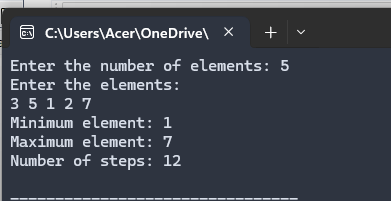 C:\Users\Acer\OneDrive\
Enter the number of elements: 5
Enter the elements:
3 5 1 2 7
Minimum element: 1
Maximum element: 7
Number of steps: 12
--------------------------------